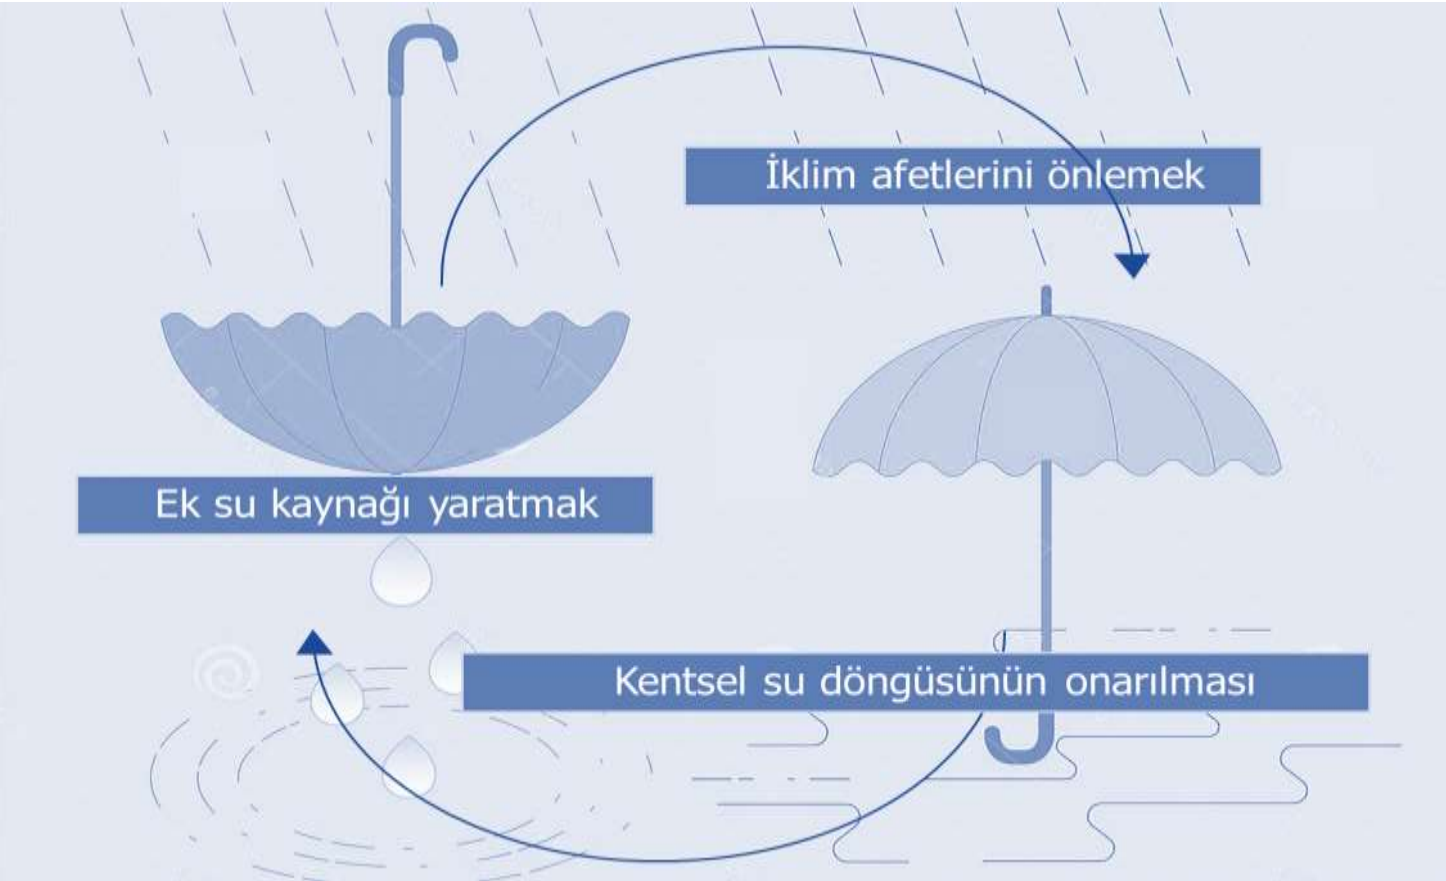 İklim afetlerini önlemek
Ek su kaynağı yaratmak
Kentsel su döngüsünün onarılması